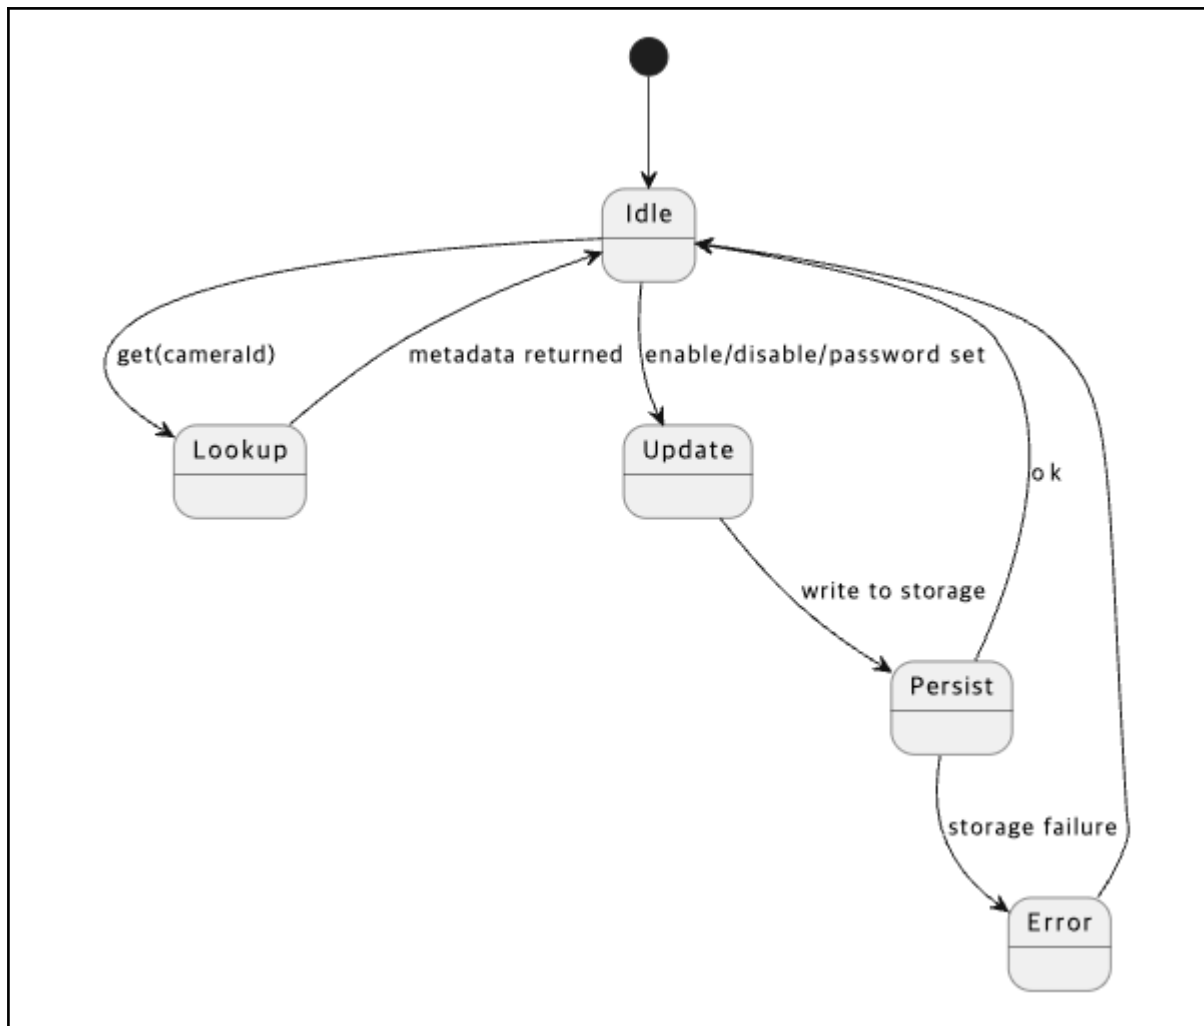 Idle
get(cameraId)
metadata returned
enable/disable/password set
Lookup
Update
ok
write to storage
Persist
storage failure
Error